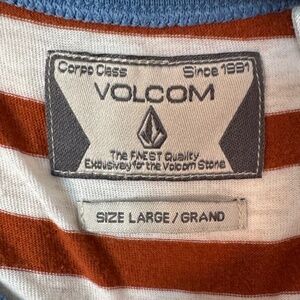 Corpo Class Since 1991
VOLCOM
The FINEST Quality
Exclusively for the Volcom Stone
SIZE LARGE / GRAND